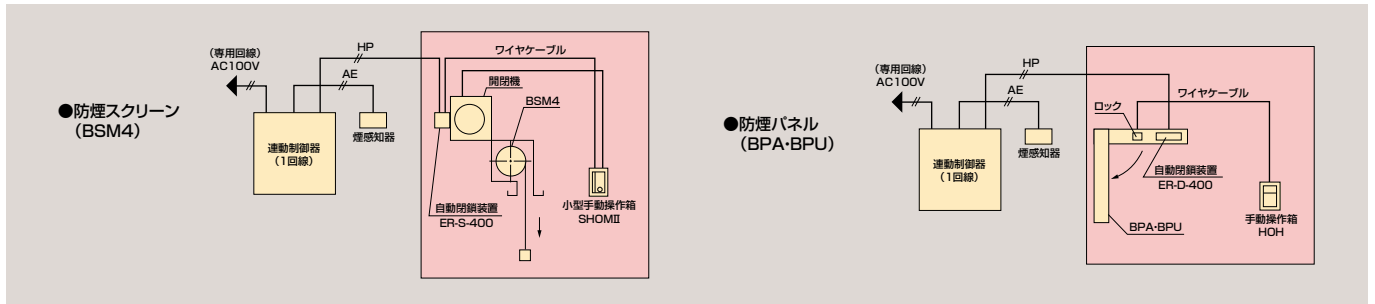 ●防煙スクリーン
（BSM4）
（専用回線）
AC100V
HP
AE
連動制御器
（1回線）
煙感知器
ワイヤケーブル
開閉機
BSM4
自動閉鎖装置
ER-S-400
小型手動操作箱
SHOMⅡ
●防煙パネル
（BPA・BPU）
（専用回線）
AC100V
HP
AE
連動制御器
（1回線）
煙感知器
ワイヤケーブル
ロック
自動閉鎖装置
ER-D-400
BPA・BPU
手動操作箱
HOH